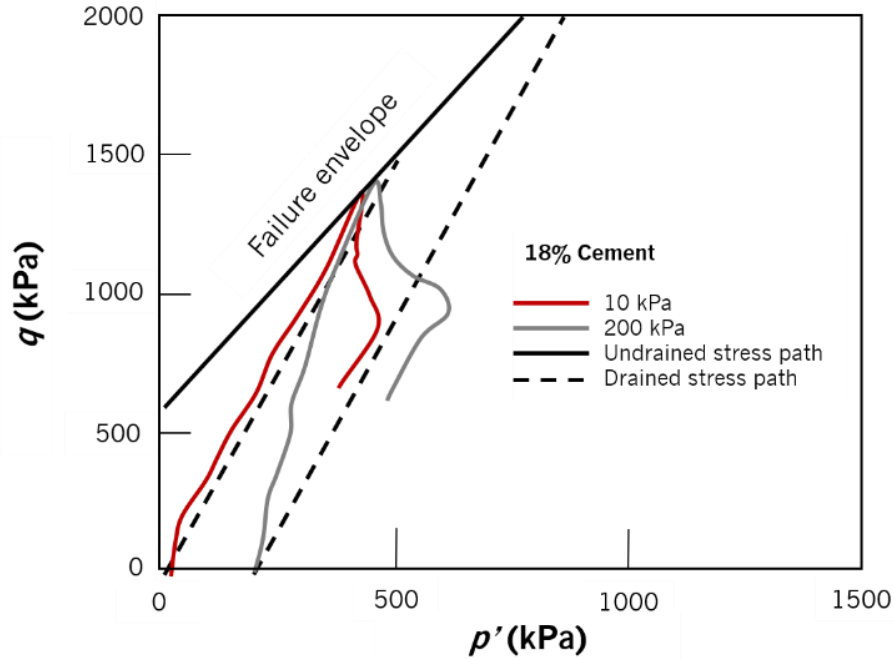 2000
1500
1000
500
0
q (kPa)
Failure envelope
18% Cement
10 kPa
200 kPa
Undrained stress path
Drained stress path
0
500
1000
1500
p’ (kPa)